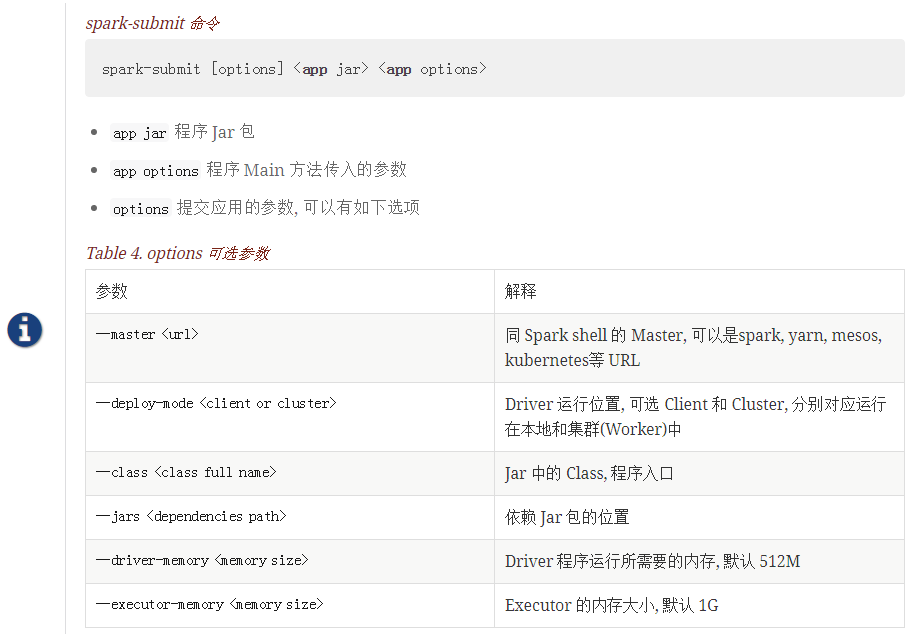 spark-submit 命令
spark-submit [options] <app jar> <app options>
app jar 程序 Jar 包
app options 程序 Main 方法传入的参数
options 提交应用的参数, 可以有如下选项
Table 4. options 可选参数
参数
解释
—master <url>
同 Spark shell 的 Master, 可以是spark, yarn, mesos,
kubernetes等 URL
—deploy-mode <client or cluster>
Driver 运行位置, 可选 Client 和 Cluster, 分别对应运行
在本地和集群(Worker)中
—class <class full name>
Jar 中的 Class, 程序入口
—jars <dependencies path>
依赖 Jar 包的位置
—driver-memory <memory size>
Driver 程序运行所需要的内存, 默认 512M
—executor-memory <memory size>
Executor 的内存大小, 默认 1G